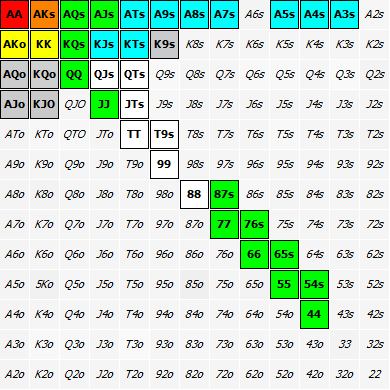 AA AKs AQs AJs ATs A9s A8s A7s A6s A5s A4s A3s A2s
AKo KK KQs KJs KTs K9s K8s K7s K6s K5s K4s K3s K2s
AQo KQo QQ QJs QTs Q9s Q8s Q7s Q6s Q5s Q4s Q3s Q2s
AJo KJO QJO JJ JTs J9s J8s J7s J6s J5s J4s J3s J2s
ATo KTo QTO JTo TT T9s T8s T7s T6s T5s T4s T3s T2s
A9o K9o Q9o J9o T9o 99 98s 97s 96s 95s 94s 93s 92s
A8o K8o Q8o J8o T8o 98o 88 87s 86s 85s 84s 83s 82s
A7o K7o Q7o J7o T7o 97o 87o 77 76s 75s 74s 73s 72s
A6o K6o Q6o J6o T6o 96o 86o 76o 66 65s 64s 63s 62s
A5o 5Ko Q5o J5o T5o 95o 85o 75o 65o 55 54s 53s 52s
A4o K4o Q4o J4o T4o 94o 84o 74o 64o 54o 44 43s 42s
A3o K3o Q3o J3o T3o 93o 83o 73o 63o 53o 43o 33 32s
A2o K2o Q2o J2o T2o 92o 82o 72o 62o 52o 42o 32o 22